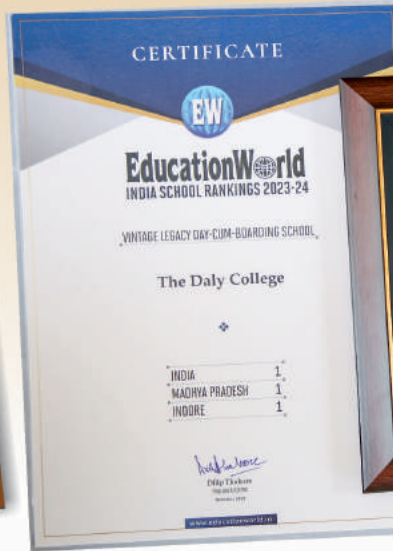 CERTIFICATE
EW
EducationWorld
INDIA SCHOOL RANKINGS 2023-24
VINTAGE LEGACY DAY-CUM-BOARDING SCHOOL
The Daly College
INDIA 1
MADHYA PRADESH 1
INDORE 1
Dilip Thakore
www.educationworld.in